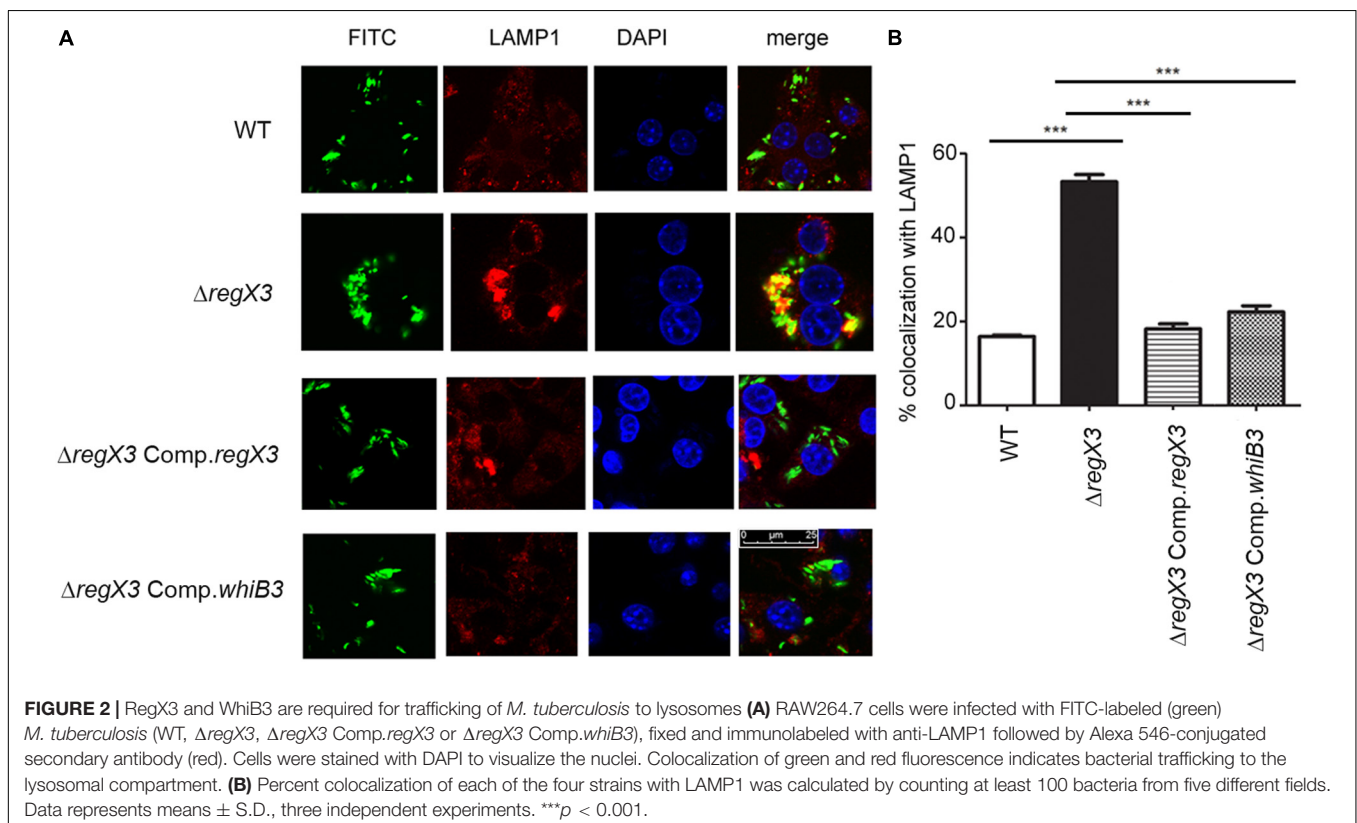 A
B
FITC LAMP1 DAPI merge
WT
ΔregX3
ΔregX3 Comp.regX3
ΔregX3 Comp.whiB3
0 μm 25
***
***
***
% colocalization with LAMP1
60
40
20
0
WT
ΔregX3
ΔregX3 Comp.regX3
ΔregX3 Comp.whiB3
FIGURE 2 | RegX3 and WhiB3 are required for trafficking of M. tuberculosis to lysosomes (A) RAW264.7 cells were infected with FITC-labeled (green)
M. tuberculosis (WT, ΔregX3, ΔregX3 Comp.regX3 or ΔregX3 Comp.whiB3), fixed and immunolabeled with anti-LAMP1 followed by Alexa 546-conjugated
secondary antibody (red). Cells were stained with DAPI to visualize the nuclei. Colocalization of green and red fluorescence indicates bacterial trafficking to the
lysosomal compartment. (B) Percent colocalization of each of the four strains with LAMP1 was calculated by counting at least 100 bacteria from five different fields.
Data represents means ± S.D., three independent experiments. ***p < 0.001.